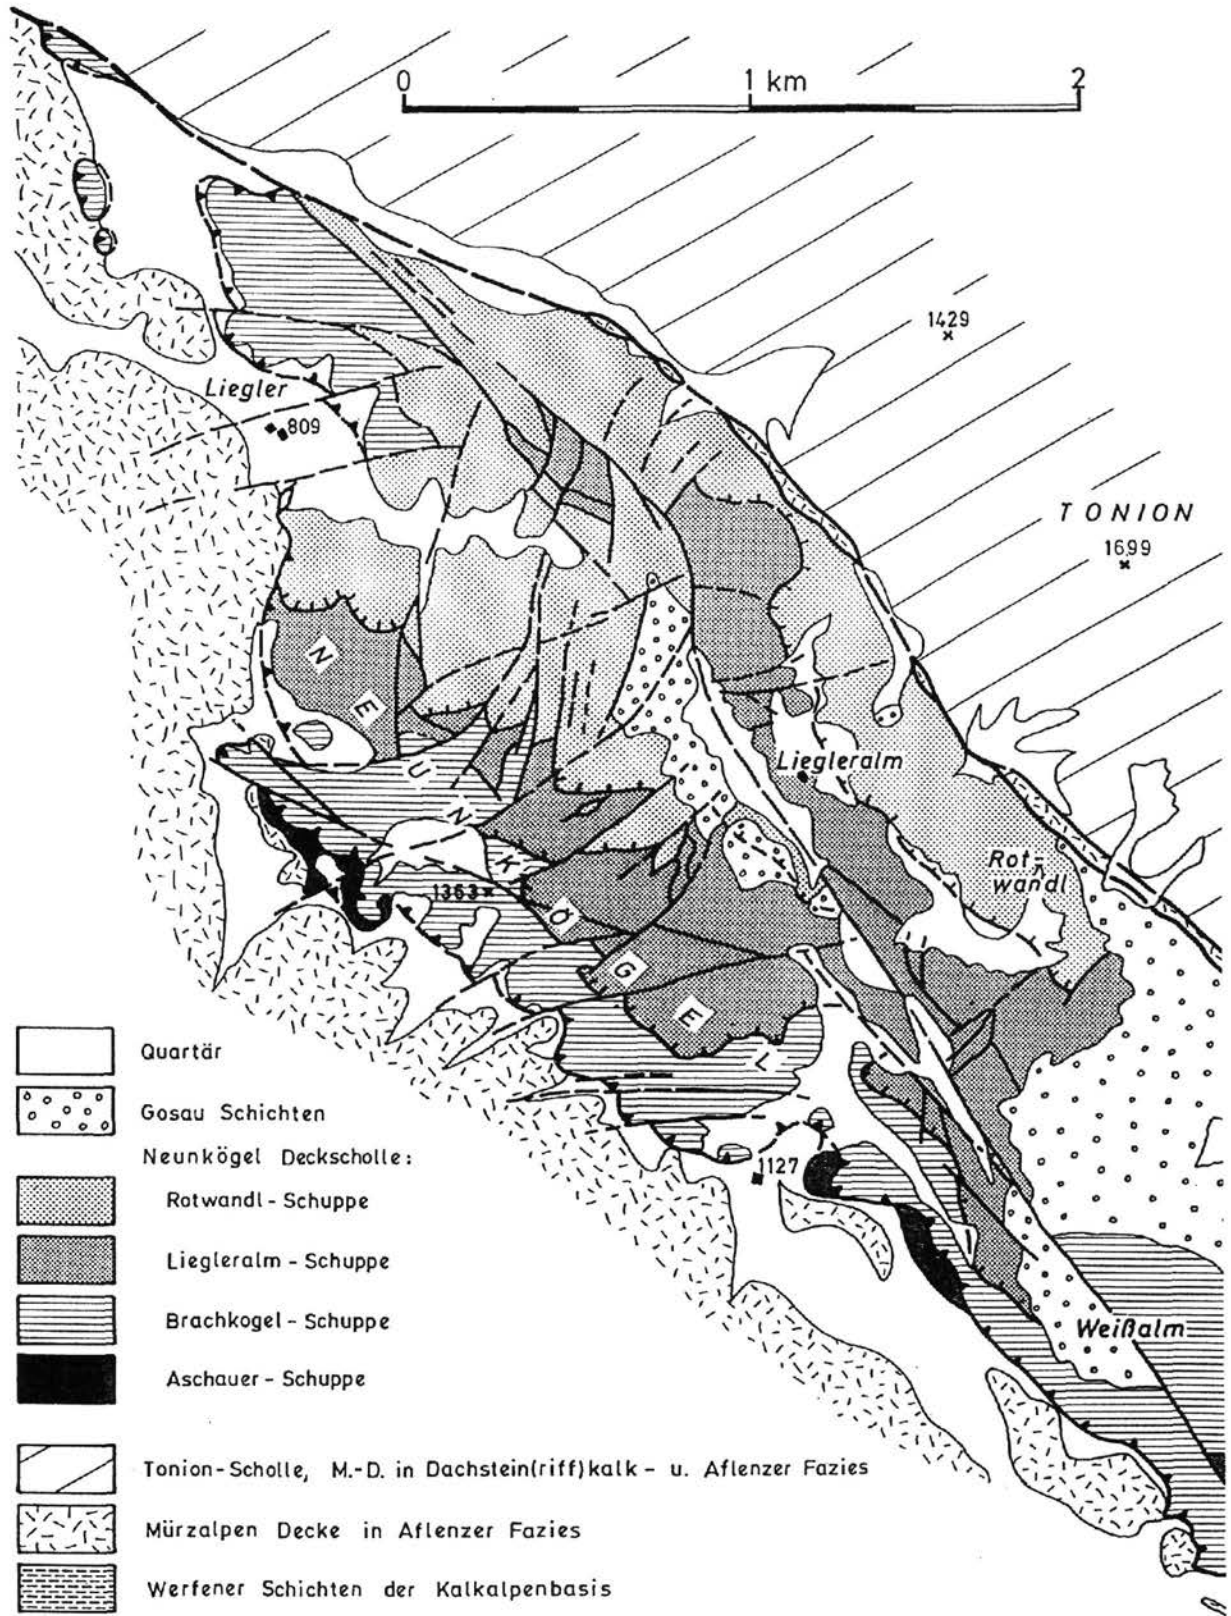 0 1 km 2
1429
Liegler
809
TONION
1699
NEUNKÖGEL
Liegleralm
Rot-
wandl
1363
1127
Weißalm
Quartär
Gosau Schichten
Neunkögel Deckscholle:
Rotwandl - Schuppe
Liegleralm - Schuppe
Brachkogel - Schuppe
Aschauer - Schuppe
Tonion-Scholle, M.-D. in Dachstein(riff)kalk - u. Aflenzer Fazies
Mürzalpen Decke in Aflenzer Fazies
Werfener Schichten der Kalkalpenbasis